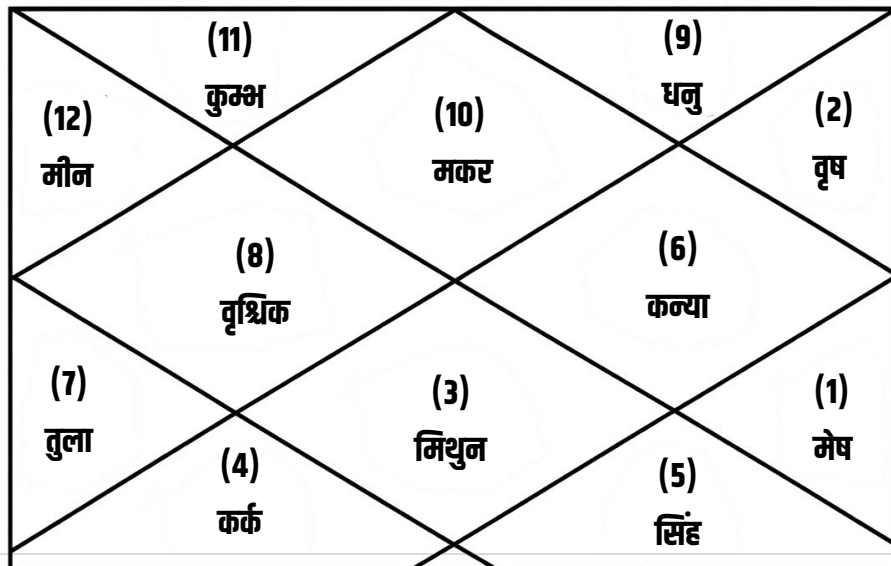 (11)
कुम्भ
(9)
धनु
(12)
मीन
(10)
मकर
(2)
वृष
(8)
वृश्चिक
(6)
कन्या
(7)
तुला
(3)
मिथुन
(1)
मेष
(4)
कर्क
(5)
सिंह